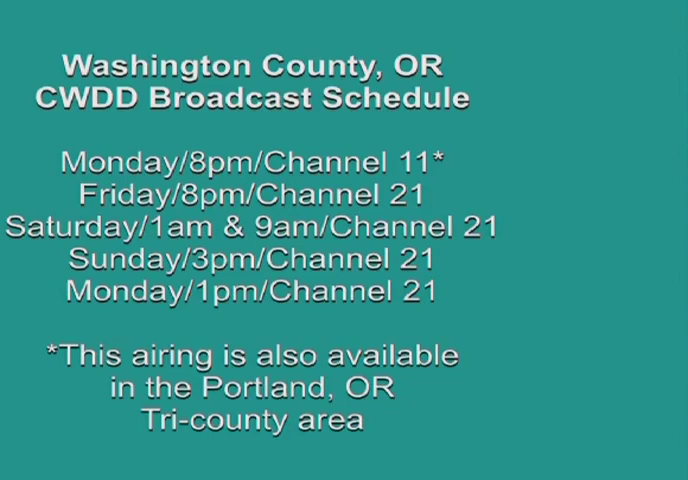 Washington County, OR
CWDD Broadcast Schedule
Monday/8pm/Channel 11*
Friday/8pm/Channel 21
Saturday/1am & 9am/Channel 21
Sunday/3pm/Channel 21
Monday/1pm/Channel 21
*This airing is also available
in the Portland, OR
Tri-county area